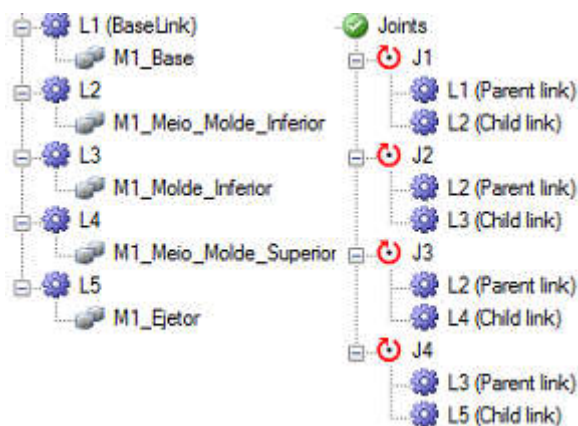 L1 (BaseLink)
M1_Base
L2
M1_Meio_Molde_Inferior
L3
M1_Molde_Inferior
L4
M1_Meio_Molde_Superior
L5
M1_Ejetor
Joints
J1
L1 (Parent link)
L2 (Child link)
J2
L2 (Parent link)
L3 (Child link)
J3
L2 (Parent link)
L4 (Child link)
J4
L3 (Parent link)
L5 (Child link)